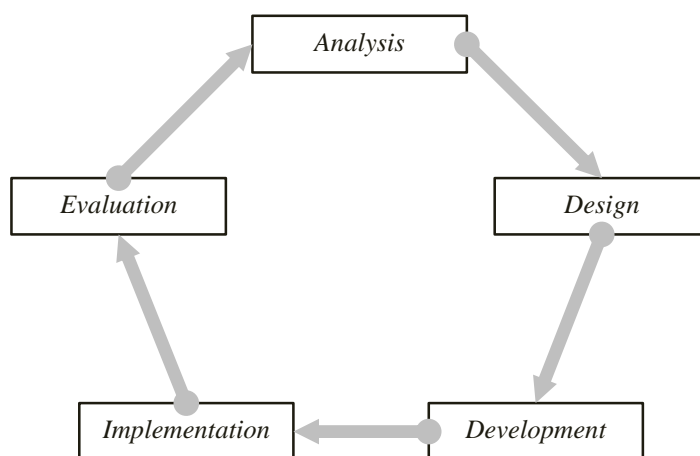 Analysis
Evaluation
Design
Implementation
Development